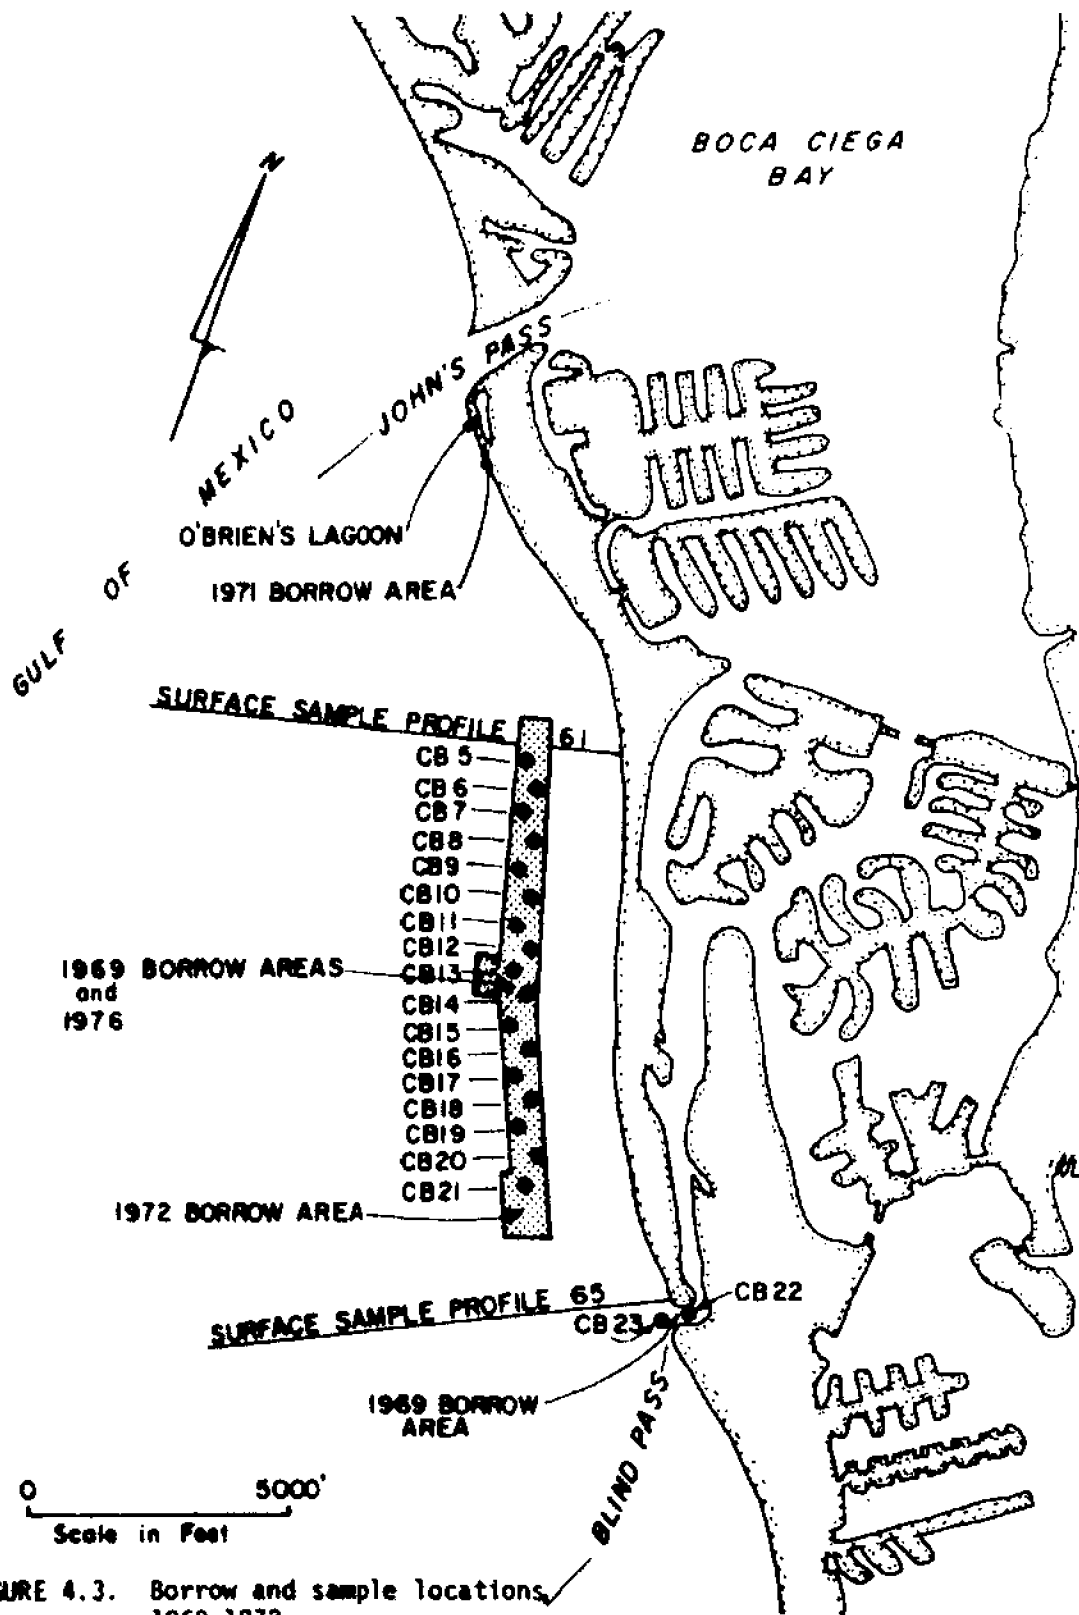 BOCA CIEGA
BAY
N
JOHN'S PASS
GULF OF MEXICO
O'BRIEN'S LAGOON
1971 BORROW AREA
SURFACE SAMPLE PROFILE 61
CB 5
CB 6
CB 7
CB 8
CB 9
CB 10
CB 11
CB 12
1969 BORROW AREAS
and
1976
CB 13
CB 14
CB 15
CB 16
CB 17
CB 18
CB 19
CB 20
CB 21
1972 BORROW AREA
SURFACE SAMPLE PROFILE 65
CB 22
CB 23
1969 BORROW
AREA
BLIND PASS
0 5000'
Scale in Feet
GURE 4.3. Borrow and sample locations,